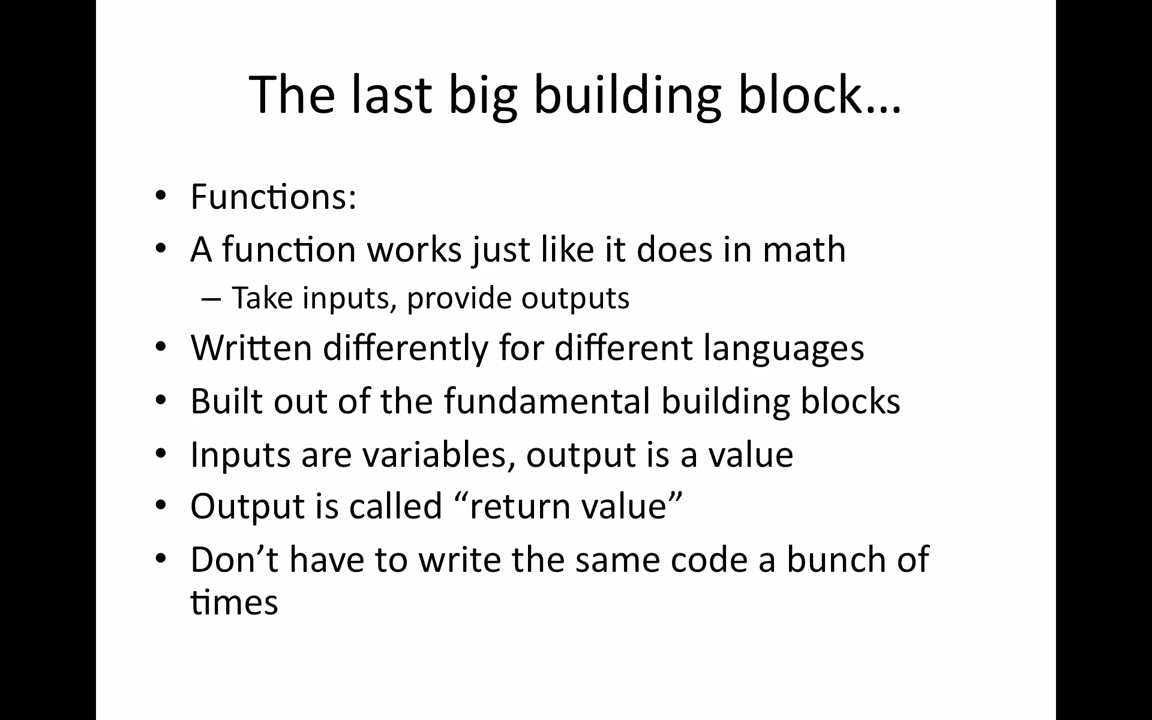 The last big building block…
• Functions:
• A function works just like it does in math
– Take inputs, provide outputs
• Written differently for different languages
• Built out of the fundamental building blocks
• Inputs are variables, output is a value
• Output is called “return value”
• Don’t have to write the same code a bunch of
times